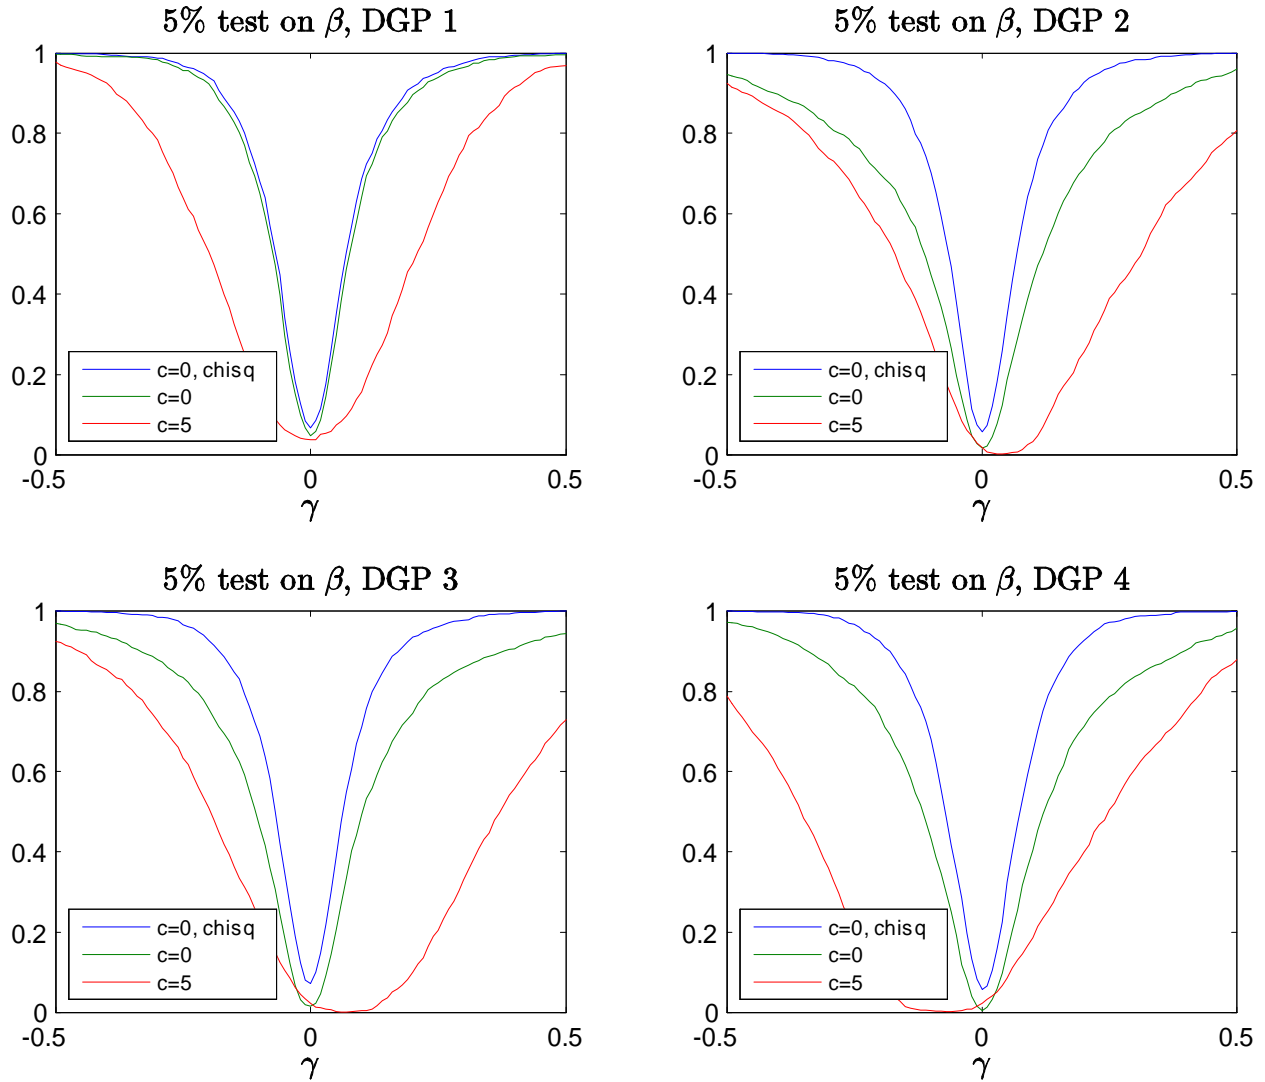 5% test on β, DGP 1
1
0.8
0.6
0.4
0.2
0
c=0, chisq
c=0
c=5
-0.5
0
0.5
γ
5% test on β, DGP 2
1
0.8
0.6
0.4
0.2
0
c=0, chisq
c=0
c=5
-0.5
0
0.5
γ
5% test on β, DGP 3
1
0.8
0.6
0.4
0.2
0
c=0, chisq
c=0
c=5
-0.5
0
0.5
γ
5% test on β, DGP 4
1
0.8
0.6
0.4
0.2
0
c=0, chisq
c=0
c=5
-0.5
0
0.5
γ